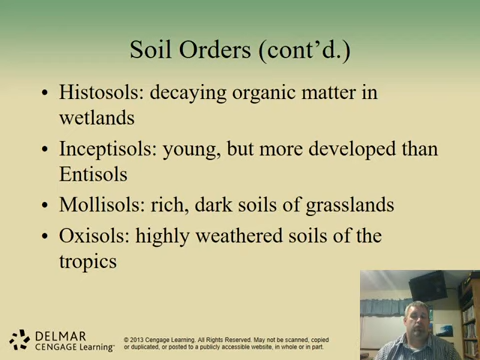 Soil Orders (cont’d.)
• Histosols: decaying organic matter in
wetlands
• Inceptisols: young, but more developed than
Entisols
• Mollisols: rich, dark soils of grasslands
• Oxisols: highly weathered soils of the
tropics
DELMAR
CENGAGE Learning™
© 2013 Cengage Learning. All Rights Reserved. May not be scanned, copied
or duplicated, or posted to a publicly accessible website, in whole or in part.